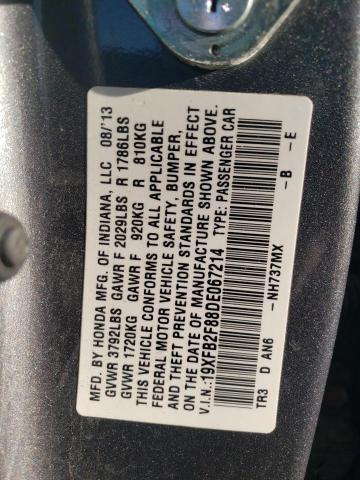 MFD. BY HONDA MFG. OF INDIANA, LLC 08/'13
GVWR 3792LBS GAWR F 2029LBS R 1786LBS
GVWR 1720KG GAWR F 920KG R 810KG
THIS VEHICLE CONFORMS TO ALL APPLICABLE
FEDERAL MOTOR VEHICLE SAFETY, BUMPER,
AND THEFT PREVENTION STANDARDS IN EFFECT
ON THE DATE OF MANUFACTURE SHOWN ABOVE.
V.I.N.:19XFB2F88DE067214 TYPE: PASSENGER CAR
TR3 D AN6 -NH737MX -B -E